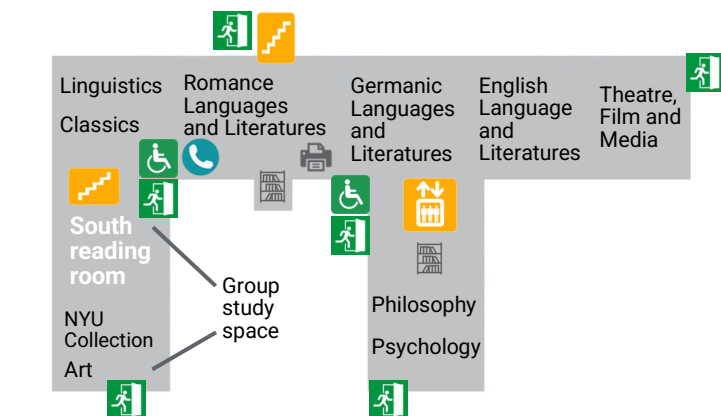 Linguistics
Classics
Romance
Languages
and Literatures
Germanic
Languages
and
Literatures
English
Language
and
Literatures
Theatre,
Film and
Media
South
reading
room
Group
study
space
NYU
Collection
Art
Philosophy
Psychology